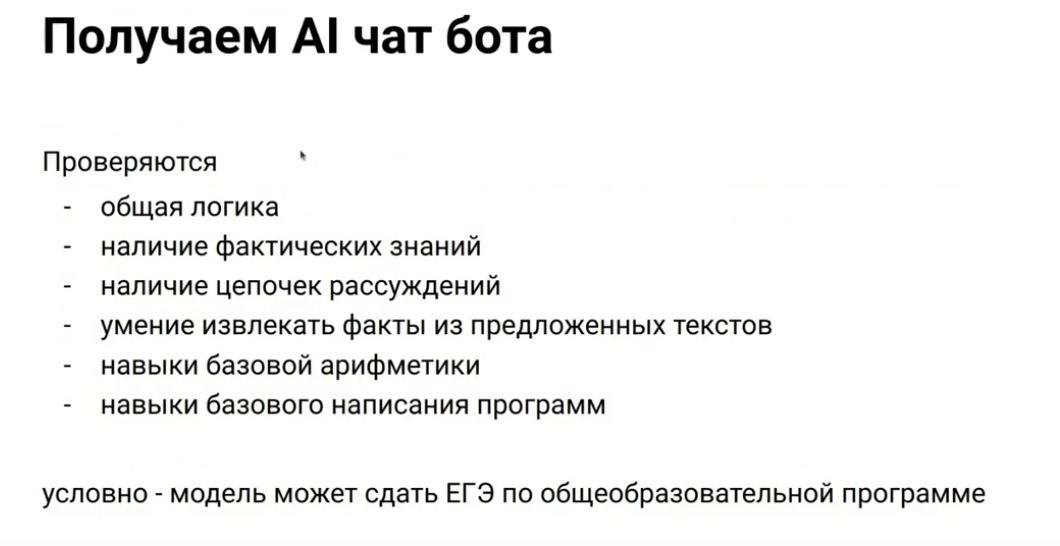 Получаем AI чат бота
Проверяются
- общая логика
- наличие фактических знаний
- наличие цепочек рассуждений
- умение извлекать факты из предложенных текстов
- навыки базовой арифметики
- навыки базового написания программ
условно - модель может сдать ЕГЭ по общеобразовательной программе